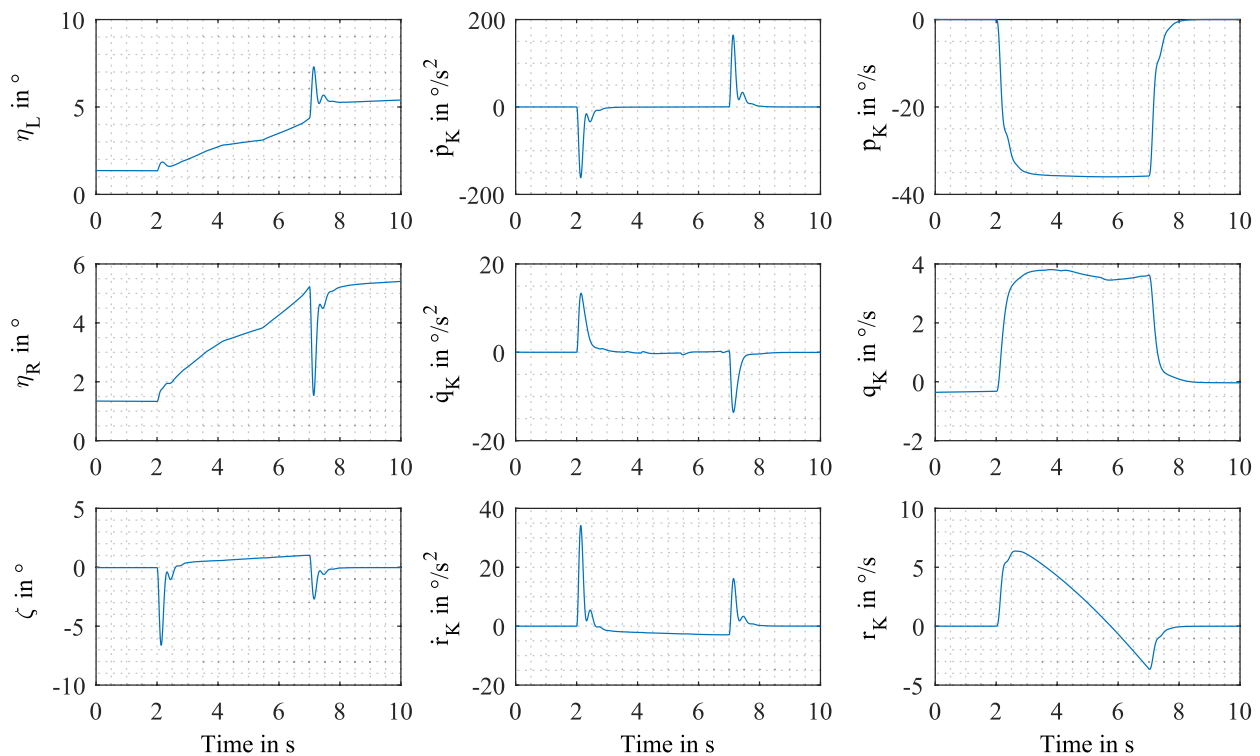 10
5
0
η_L in °
0 2 4 6 8 10
200
0
-200
ṗ_K in °/s²
0 2 4 6 8 10
0
-20
-40
p_K in °/s
0 2 4 6 8 10
6
4
2
0
η_R in °
0 2 4 6 8 10
20
0
-20
q̇_K in °/s²
0 2 4 6 8 10
4
2
0
-2
q_K in °/s
0 2 4 6 8 10
5
0
-5
-10
ζ in °
0 2 4 6 8 10
Time in s
40
20
0
-20
ṙ_K in °/s²
0 2 4 6 8 10
Time in s
10
5
0
-5
r_K in °/s
0 2 4 6 8 10
Time in s